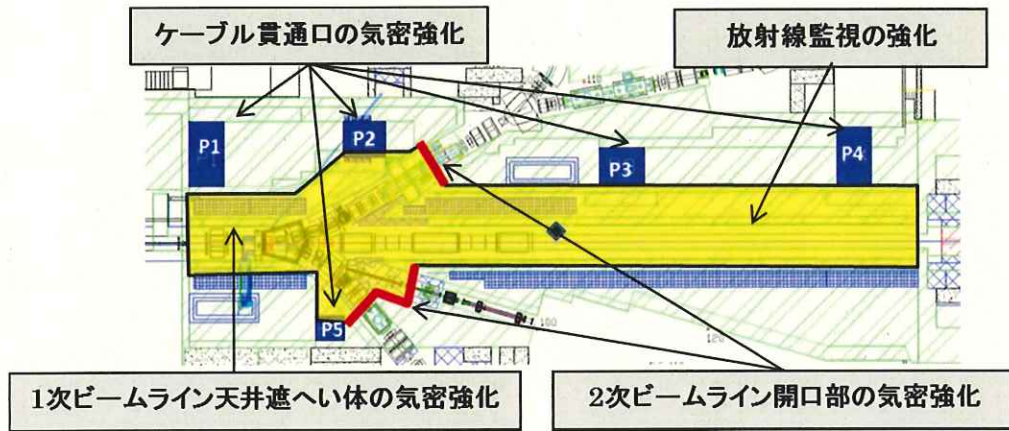 ケーブル貫通口の気密強化
放射線監視の強化
P1
P2
P3
P4
P5
100
120
1次ビームライン天井遮へい体の気密強化
2次ビームライン開口部の気密強化